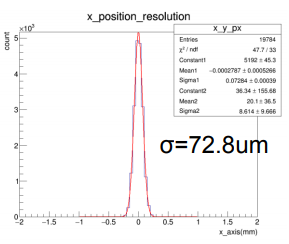 x_position_resolution
x_y_px
Entries 19784
χ² / ndf 47.7 / 33
Constant1 5192 ± 45.3
Mean1 -0.0002787 ± 0.0005266
Sigma1 0.07284 ± 0.00039
Constant2 36.34 ± 155.68
Mean2 20.1 ± 36.5
Sigma2 8.614 ± 9.666
count
×10³
5
4
3
2
1
0
σ=72.8um
−2 −1.5 −1 −0.5 0 0.5 1 1.5 2
x_axis(mm)